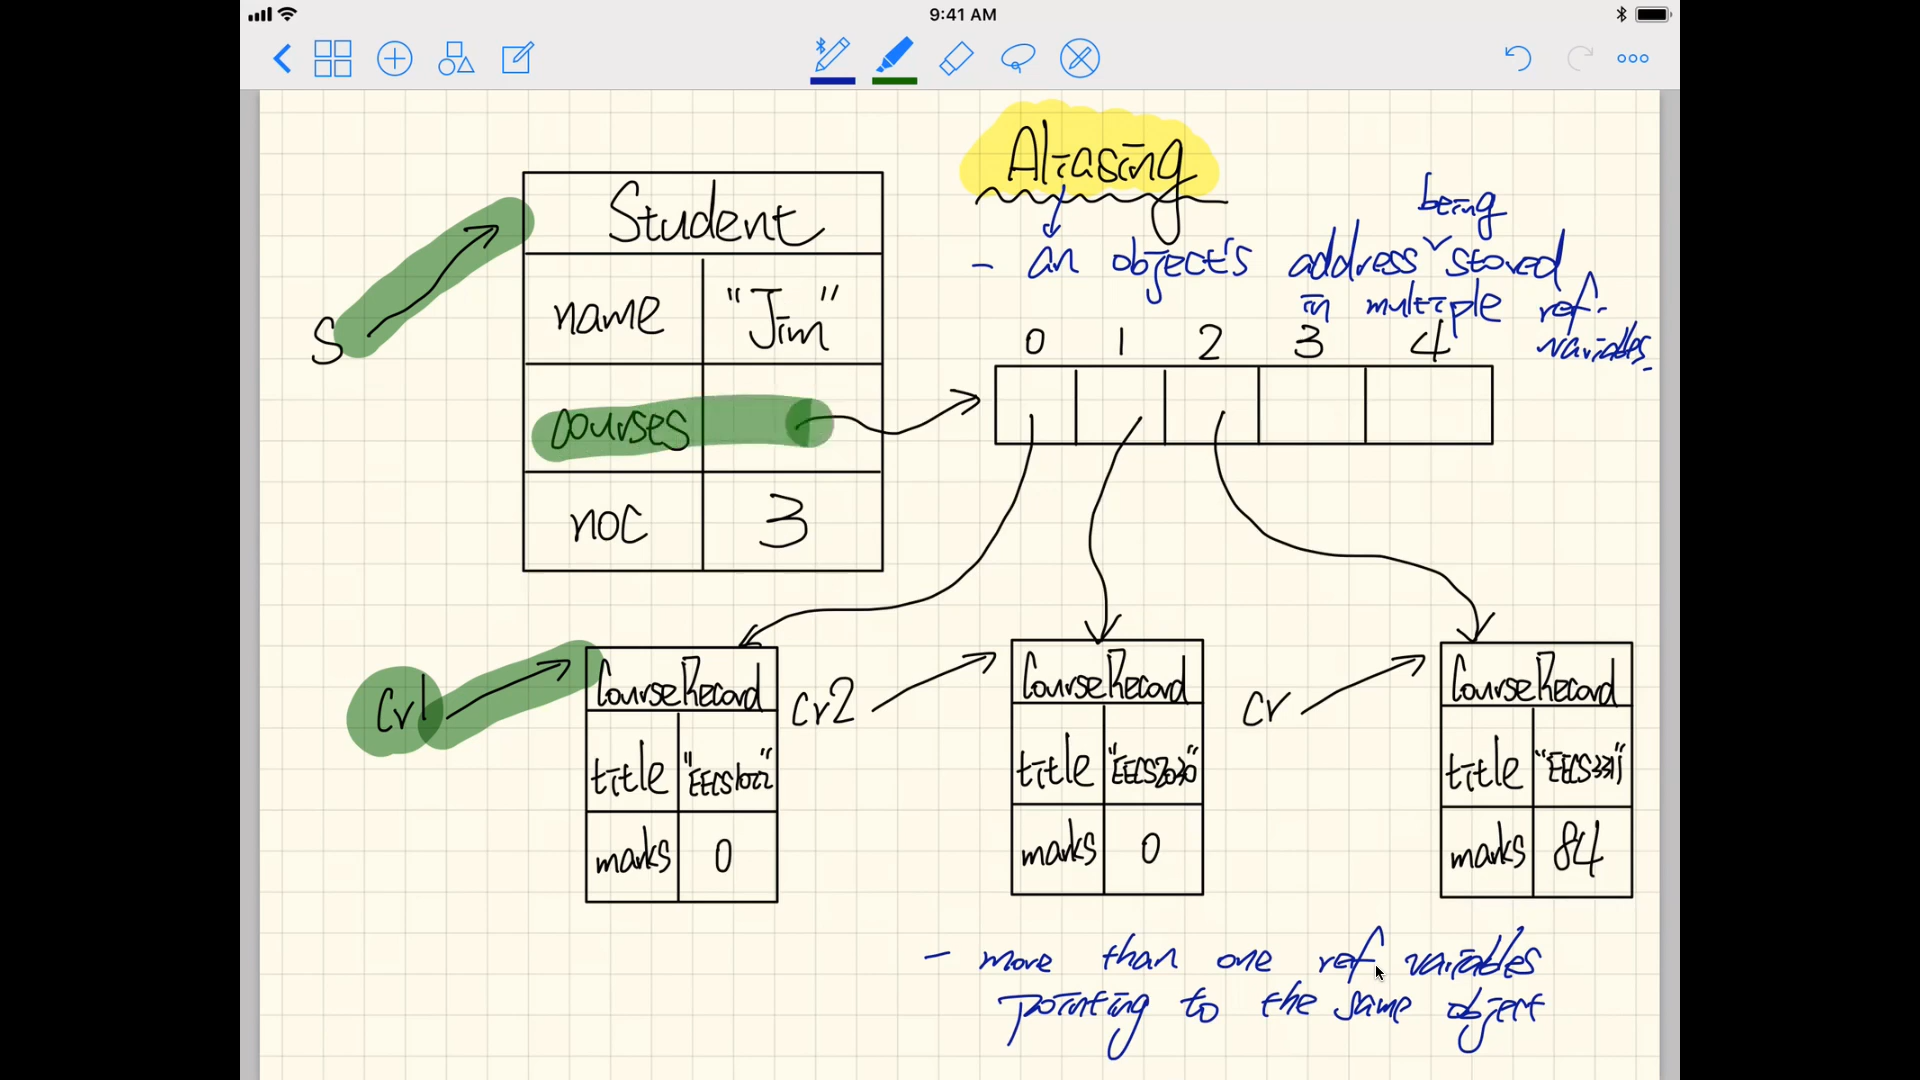 9:41 AM
Aliasing
being
- an object's address ˅ stored
in multiple ref.
variables.
Student
name "Jim"
courses
noc 3
s
0 1 2 3 4
cr1
CourseRecord
title "EECS1022"
marks 0
cr2
CourseRecord
title "EECS2030"
marks 0
cr
CourseRecord
title "EECS3311"
marks 84
- more than one ref variables
pointing to the same object